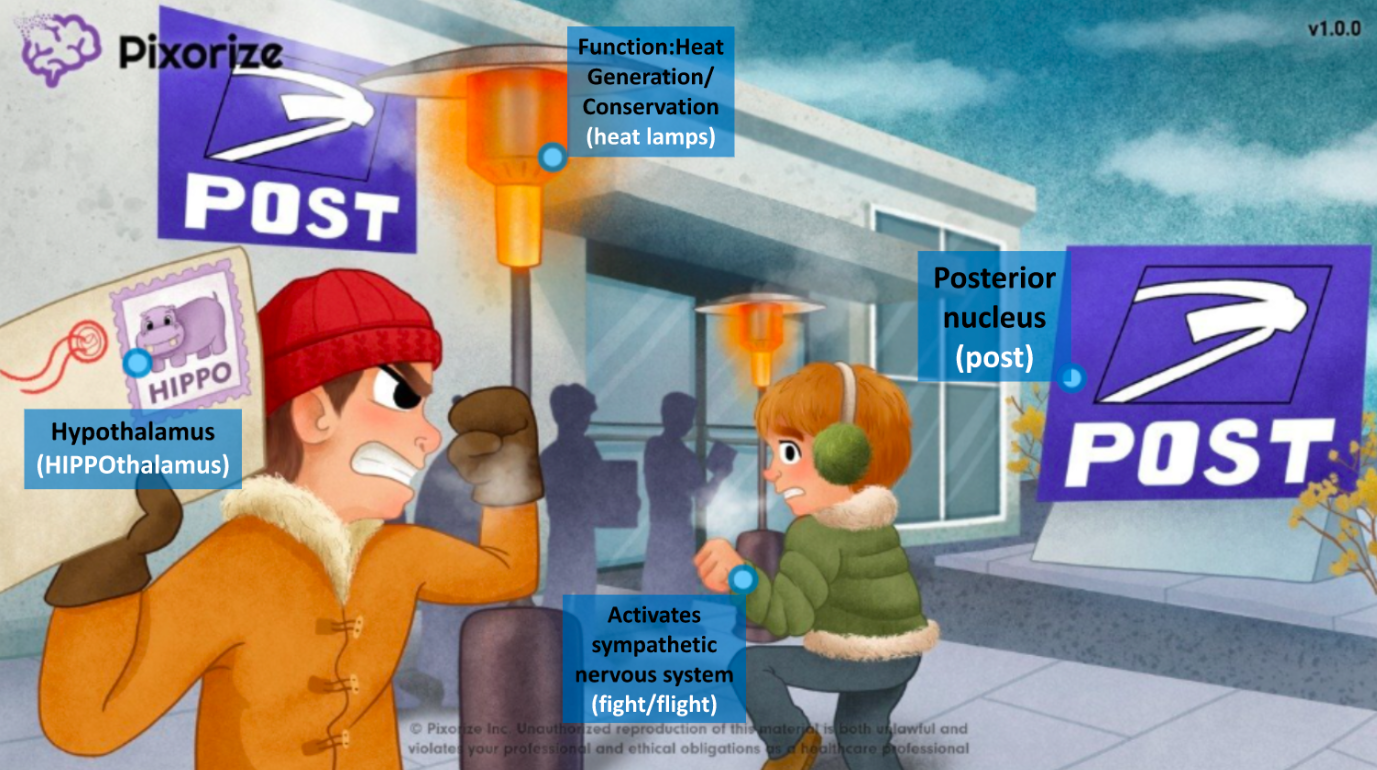 Pixorize
v1.0.0
POST
Function:Heat
Generation/
Conservation
(heat lamps)
HIPPO
Hypothalamus
(HIPPOthalamus)
Posterior
nucleus
(post)
POST
Activates
sympathetic
nervous system
(fight/flight)
© Pixorize Inc. Unauthorized reproduction of this material is both unlawful and
violates your professional and ethical obligations as a healthcare professional